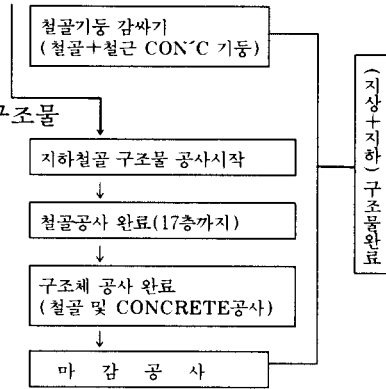 철골기둥 감싸기
(철골+철근 CON´C 기둥)
구조물
지하철골 구조물 공사시작
철골공사 완료(17층까지)
구조체 공사 완료
(철골 및 CONCRETE공사)
마 감 공 사
(지상+지하) 구조물완료